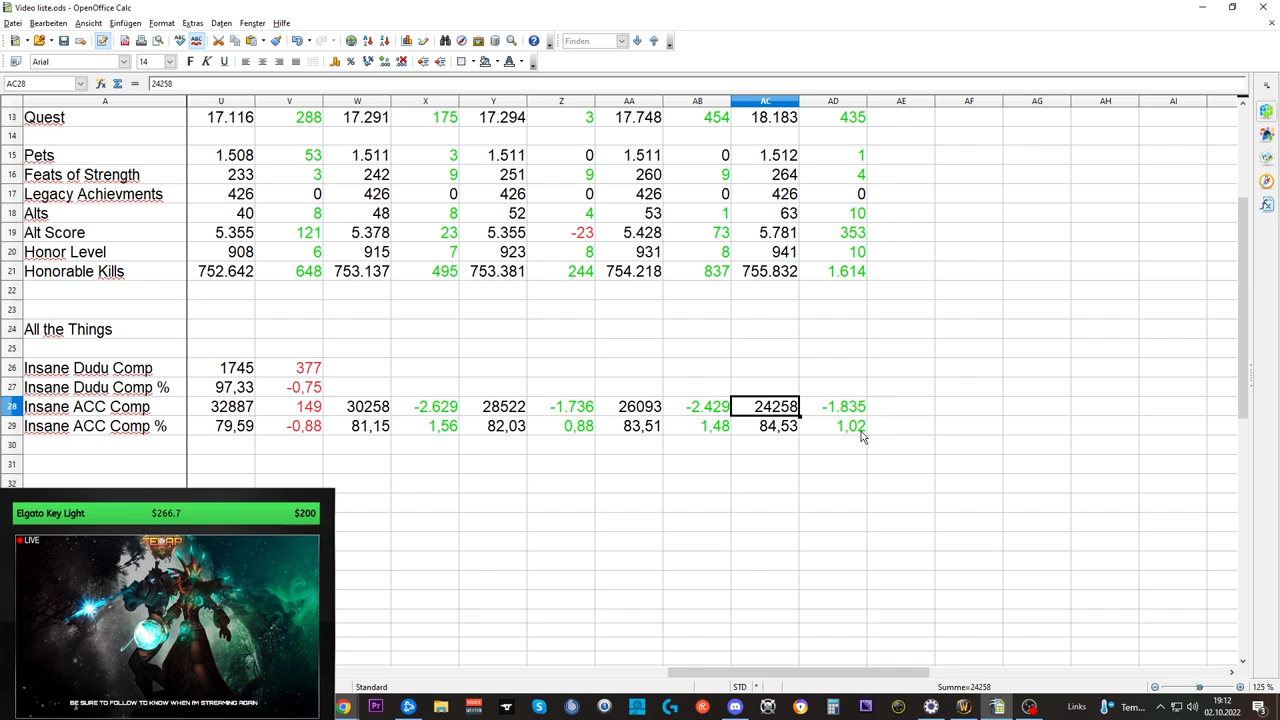 Video liste.ods - OpenOffice Calc
Datei Bearbeiten Ansicht Einfügen Format Extras Daten Fenster Hilfe
Finden
Arial 14
AC28 24258
A U V W X Y Z AA AB AC AD AE AF AG AH AI
13 Quest 17.116 288 17.291 175 17.294 3 17.748 454 18.183 435
14
15 Pets 1.508 53 1.511 3 1.511 0 1.511 0 1.512 1
16 Feats of Strength 233 3 242 9 251 9 260 9 264 4
17 Legacy Achievments 426 0 426 0 426 0 426 0 426 0
18 Alts 40 8 48 8 52 4 53 1 63 10
19 Alt Score 5.355 121 5.378 23 5.355 -23 5.428 73 5.781 353
20 Honor Level 908 6 915 7 923 8 931 8 941 10
21 Honorable Kills 752.642 648 753.137 495 753.381 244 754.218 837 755.832 1.614
22
23
24 All the Things
25
26 Insane Dudu Comp 1745 377
27 Insane Dudu Comp % 97,33 -0,75
28 Insane ACC Comp 32887 149 30258 -2.629 28522 -1.736 26093 -2.429 24258 -1.835
29 Insane ACC Comp % 79,59 -0,88 81,15 1,56 82,03 0,88 83,51 1,48 84,53 1,02
30
31
32
Elgato Key Light $266.7 $200
LIVE
BE SURE TO FOLLOW TO KNOW WHEN I'M STREAMING AGAIN
Standard STD * Summe=24258 125 %
Links Tem... 19:12
02.10.2022